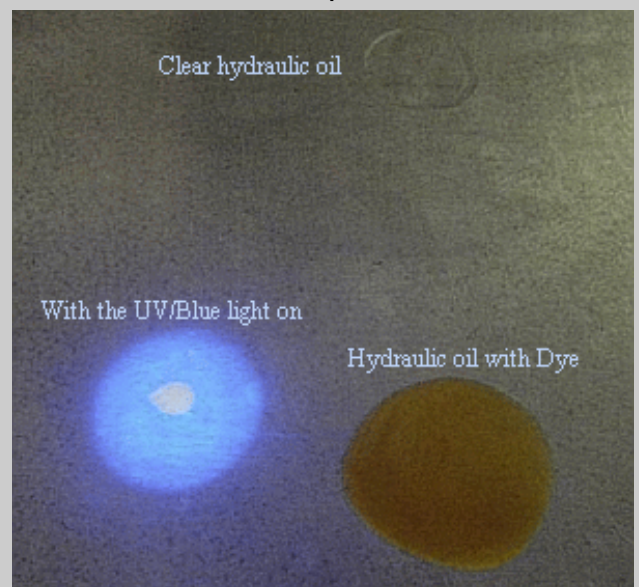 Clear hydraulic oil
With the UV/Blue light on
Hydraulic oil with Dye